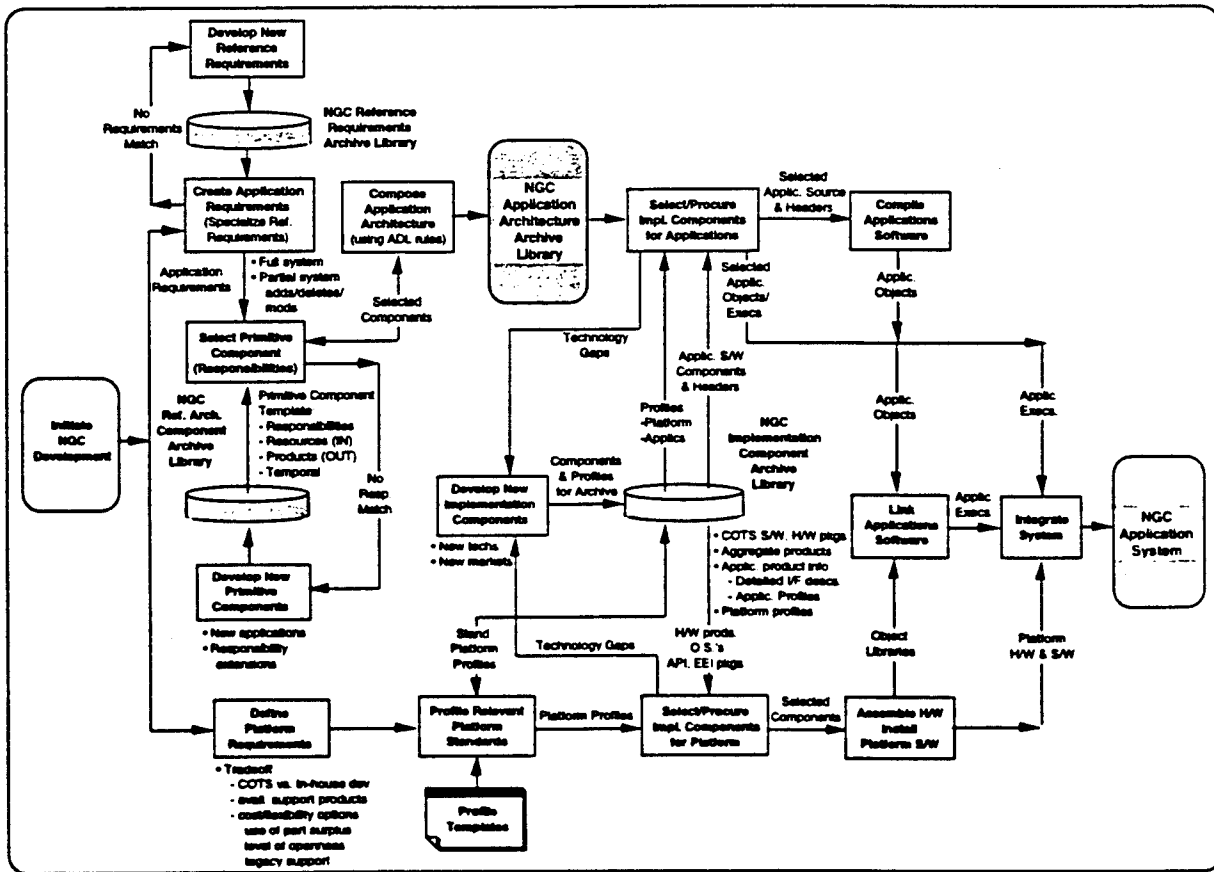 Develop New
Reference
Requirements
No
Requirements
Match
NGC Reference
Requirements
Archive Library
Create Application
Requirements
(Specialize Ref.
Requirements)
Compose
Application
Architecture
(using ADL rules)
NGC
Application
Architecture
Archive
Library
Select/Procure
Impl. Components
for Applications
Selected
Applic. Source
& Headers
Compile
Applications
Software
Application
Requirements
• Full system
• Partial system
adds/deletes/
mods
Selected
Components
Selected
Applic.
Objects/
Execs
Applic.
Objects
Technology
Gaps
Applic. S/W
Components
& Headers
Select Primitive
Component
(Responsibilities)
Initiate
NGC
Development
NGC
Ref. Arch.
Component
Archive
Library
Primitive Component
Template
- Responsibilities
- Resources (IN)
- Products (OUT)
- Temporal
No
Resp
Match
Profiles
-Platform
-Applics
NGC
Implementation
Component
Archive
Library
Applic.
Objects
Applic
Execs.
Develop New
Implementation
Components
Components
& Profiles
for Archive
• New techs
• New markets
• COTS S/W, H/W pkgs
• Aggregate products
• Applic. product info
- Detailed I/F descs.
- Applic. Profiles
• Platform profiles
Link
Applications
Software
Applic
Execs
Integrate
System
NGC
Application
System
Develop New
Primitive
Components
• New applications
• Responsibility
extensions
Stand
Platform
Profiles
Technology Gaps
H/W prods.
O.S.'s
API, EEI pkgs
Object
Libraries
Platform
H/W & S/W
Define
Platform
Requirements
Profile Relevant
Platform
Standards
Platform Profiles
Select/Procure
Impl. Components
for Platform
Selected
Components
Assemble H/W
Install
Platform S/W
• Tradeoff
- COTS vs. in-house dev
- avail. support products
- cost/flexibility options
use of part surplus
level of openness
legacy support
Profile
Templates